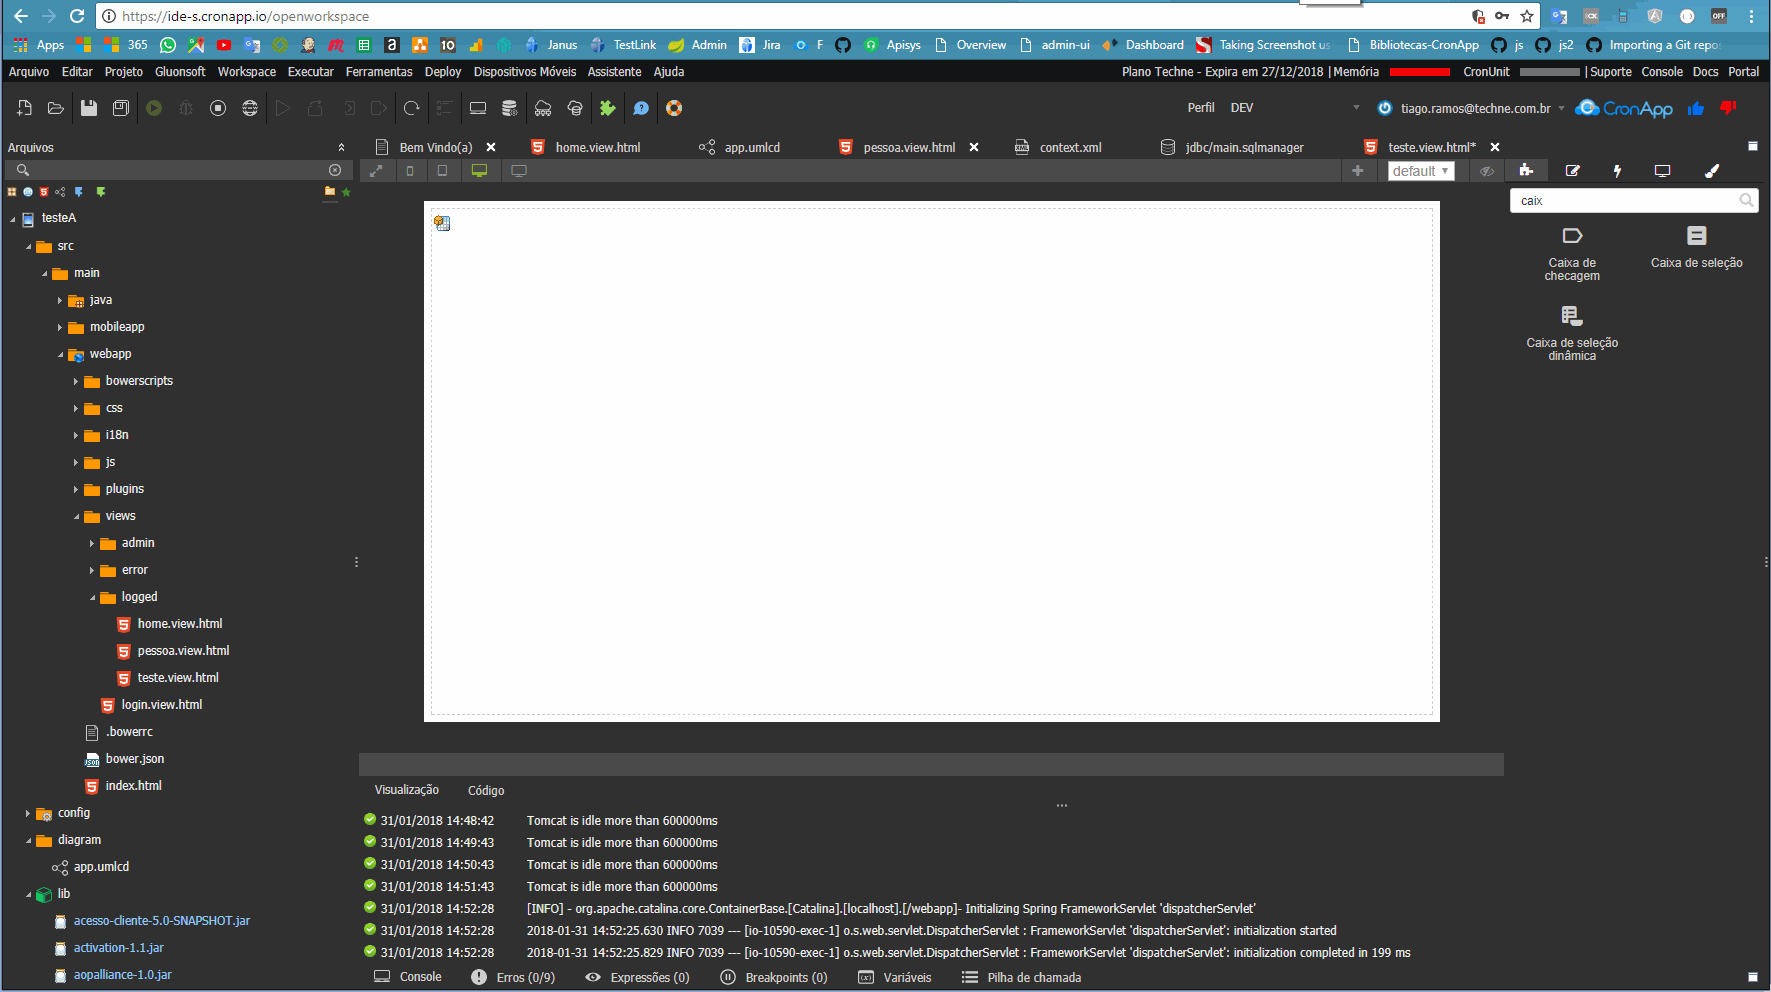 https://ide-s.cronapp.io/openworkspace
Apps 365 10 Janus TestLink Admin Jira F Apisys Overview admin-ui Dashboard Taking Screenshot us Bibliotecas-CronApp js js2 Importing a Git repo
Arquivo Editar Projeto Gluonsoft Workspace Executar Ferramentas Deploy Dispositivos Móveis Assistente Ajuda Plano Techne - Expira em 27/12/2018 | Memória CronUnit | Suporte Console Docs Portal
Perfil DEV tiago.ramos@techne.com.br CronApp
Arquivos Bem Vindo(a) home.view.html app.umlcd pessoa.view.html context.xml jdbc/main.sqlmanager teste.view.html*
default
caix
Caixa de checagem
Caixa de seleção
Caixa de seleção dinâmica
testeA
src
main
java
mobileapp
webapp
bowerscripts
css
i18n
js
plugins
views
admin
error
logged
home.view.html
pessoa.view.html
teste.view.html
login.view.html
.bowerrc
bower.json
index.html
config
diagram
app.umlcd
lib
acesso-cliente-5.0-SNAPSHOT.jar
activation-1.1.jar
aopalliance-1.0.jar
Visualização Código
31/01/2018 14:48:42 Tomcat is idle more than 600000ms
31/01/2018 14:49:43 Tomcat is idle more than 600000ms
31/01/2018 14:50:43 Tomcat is idle more than 600000ms
31/01/2018 14:51:43 Tomcat is idle more than 600000ms
31/01/2018 14:52:28 [INFO] - org.apache.catalina.core.ContainerBase.[Catalina].[localhost].[/webapp]- Initializing Spring FrameworkServlet 'dispatcherServlet'
31/01/2018 14:52:28 2018-01-31 14:52:25.630 INFO 7039 --- [io-10590-exec-1] o.s.web.servlet.DispatcherServlet : FrameworkServlet 'dispatcherServlet': initialization started
31/01/2018 14:52:28 2018-01-31 14:52:25.829 INFO 7039 --- [io-10590-exec-1] o.s.web.servlet.DispatcherServlet : FrameworkServlet 'dispatcherServlet': initialization completed in 199 ms
Console Erros (0/9) Expressões (0) Breakpoints (0) Variáveis Pilha de chamada